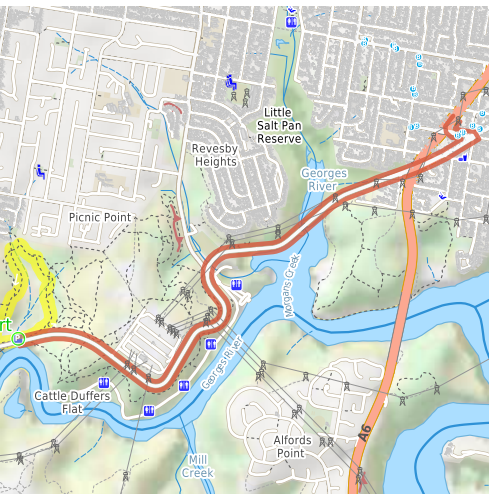 Little
Salt Pan
Reserve
Revesby
Heights
Georges
River
Picnic Point
Morgans Creek
rt
Georges River
Cattle Duffers
Flat
Alfords
Point
A6
Mill
Creek